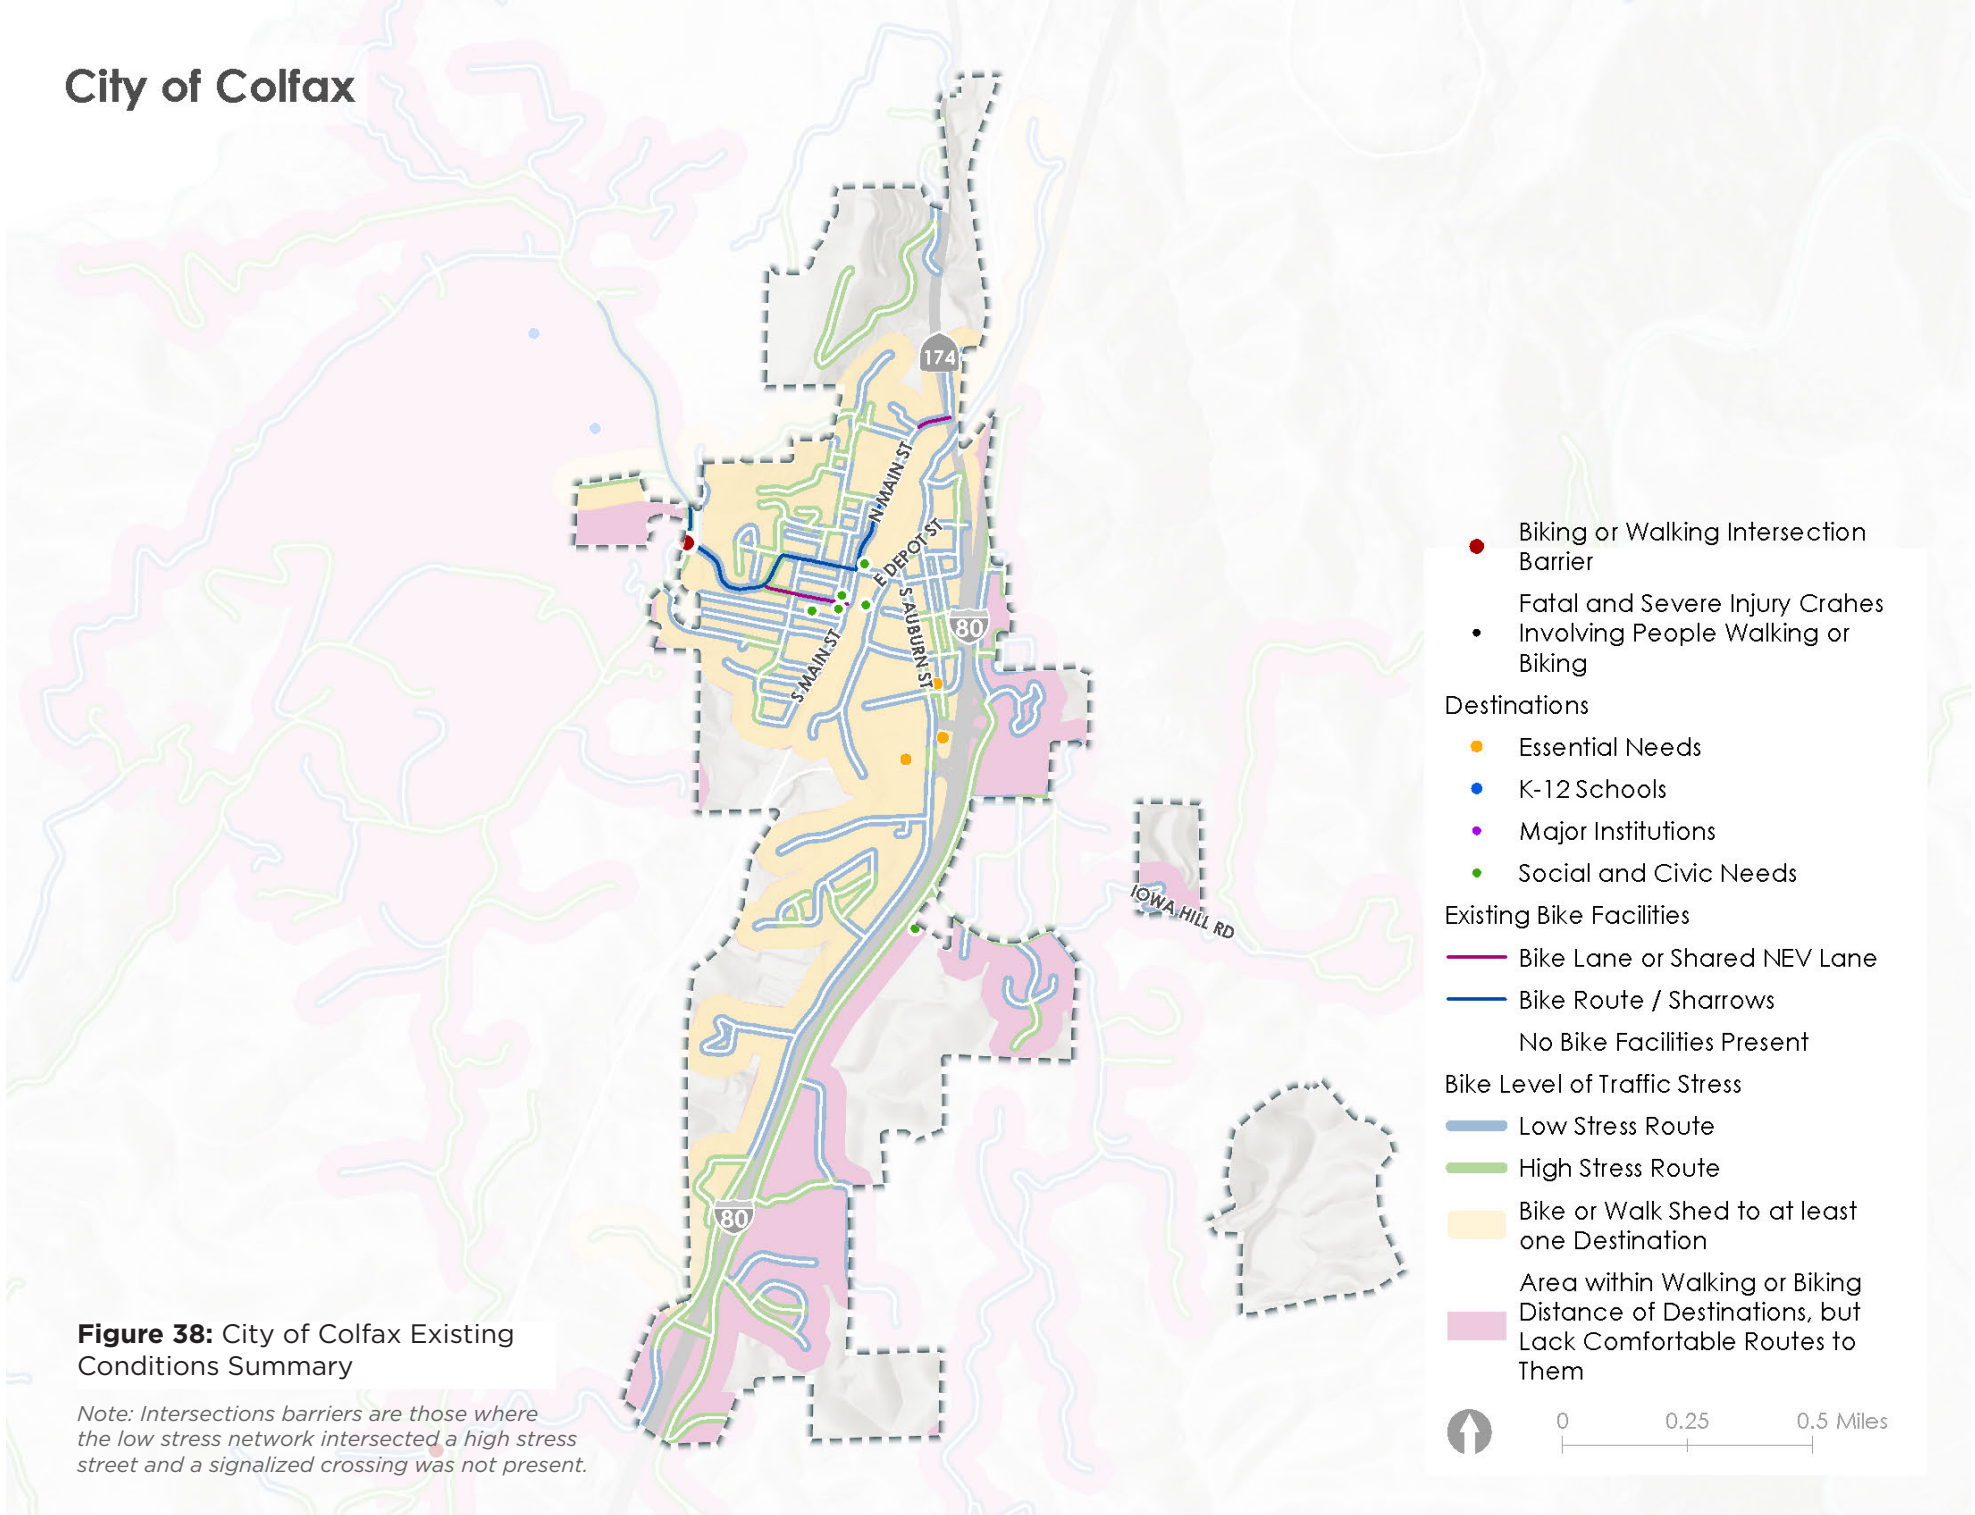 City of Colfax
174
N MAIN ST
E DEPOT ST
S AUBURN ST
80
S MAIN ST
IOWA HILL RD
80
Biking or Walking Intersection
Barrier
Fatal and Severe Injury Crahes
Involving People Walking or
Biking
Destinations
Essential Needs
K-12 Schools
Major Institutions
Social and Civic Needs
Existing Bike Facilities
Bike Lane or Shared NEV Lane
Bike Route / Sharrows
No Bike Facilities Present
Bike Level of Traffic Stress
Low Stress Route
High Stress Route
Bike or Walk Shed to at least
one Destination
Area within Walking or Biking
Distance of Destinations, but
Lack Comfortable Routes to
Them
0 0.25 0.5 Miles
Figure 38: City of Colfax Existing
Conditions Summary
Note: Intersections barriers are those where
the low stress network intersected a high stress
street and a signalized crossing was not present.